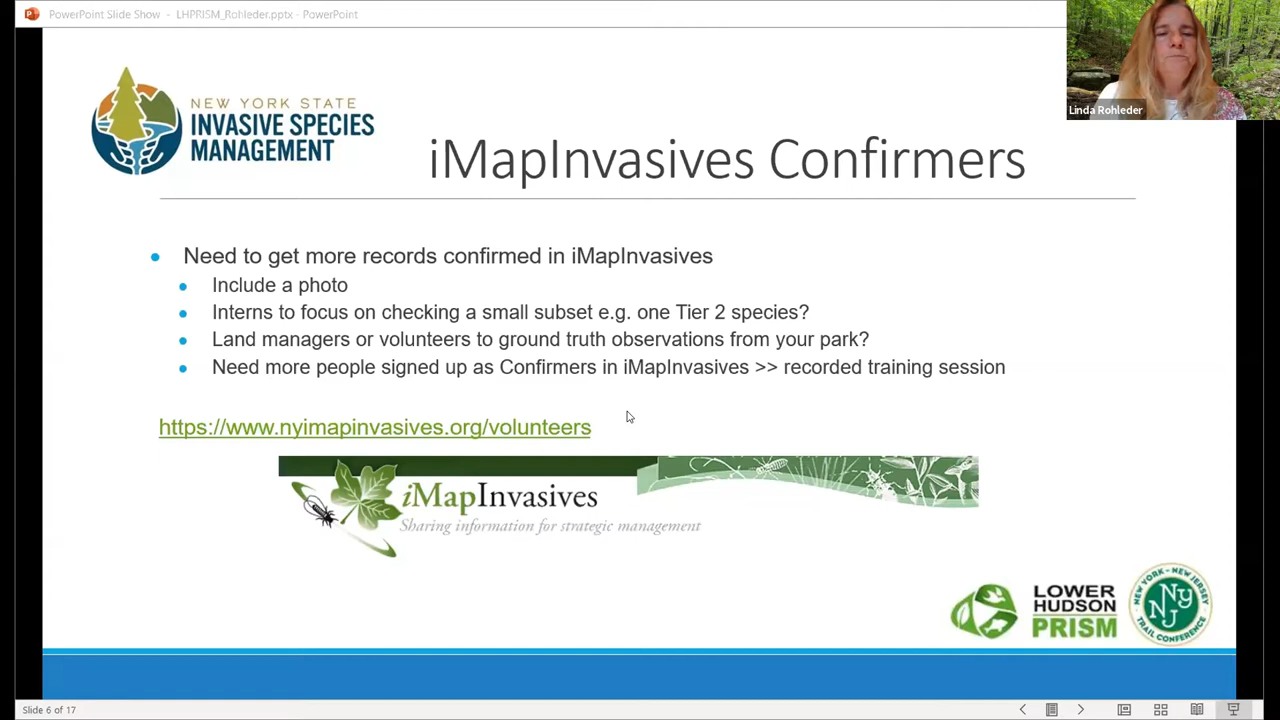 PowerPoint Slide Show - LHPRISM_Rohleder.pptx - PowerPoint
Linda Rohleder
NEW YORK STATE
INVASIVE SPECIES
MANAGEMENT
iMapInvasives Confirmers
Need to get more records confirmed in iMapInvasives
Include a photo
Interns to focus on checking a small subset e.g. one Tier 2 species?
Land managers or volunteers to ground truth observations from your park?
Need more people signed up as Confirmers in iMapInvasives >> recorded training session
https://www.nyimapinvasives.org/volunteers
iMapInvasives
Sharing information for strategic management
LOWER
HUDSON
PRISM
NEW YORK - NEW JERSEY
NY
NJ
TRAIL CONFERENCE
Slide 6 of 17